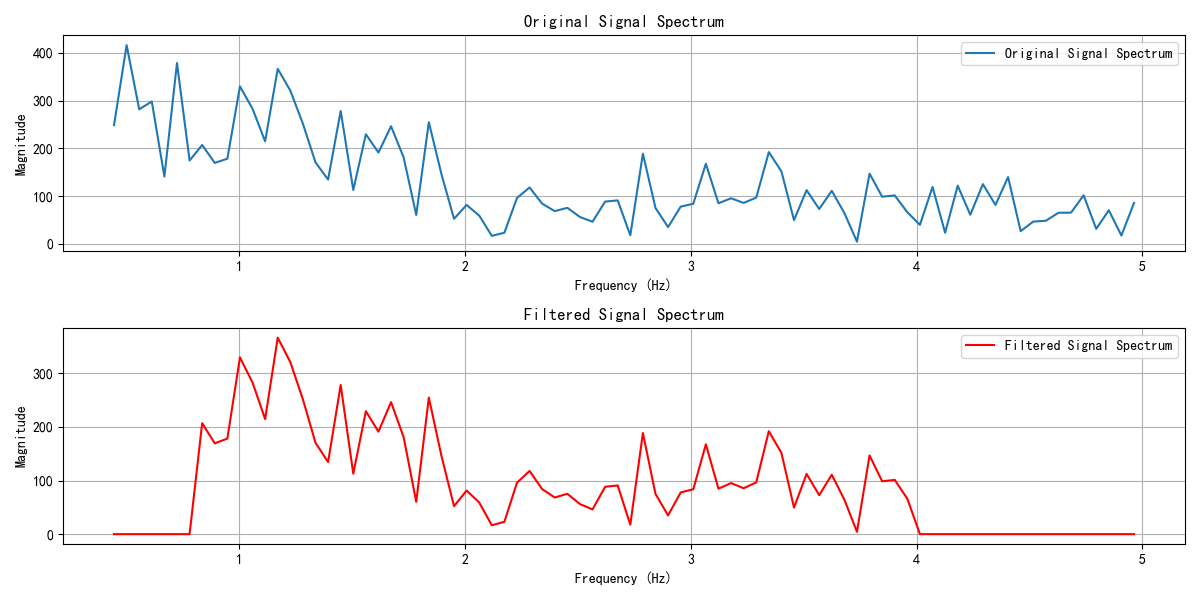 Original Signal Spectrum
Original Signal Spectrum
Magnitude
400
300
200
100
0
1
2
3
4
5
Frequency (Hz)
Filtered Signal Spectrum
Filtered Signal Spectrum
Magnitude
300
200
100
0
1
2
3
4
5
Frequency (Hz)